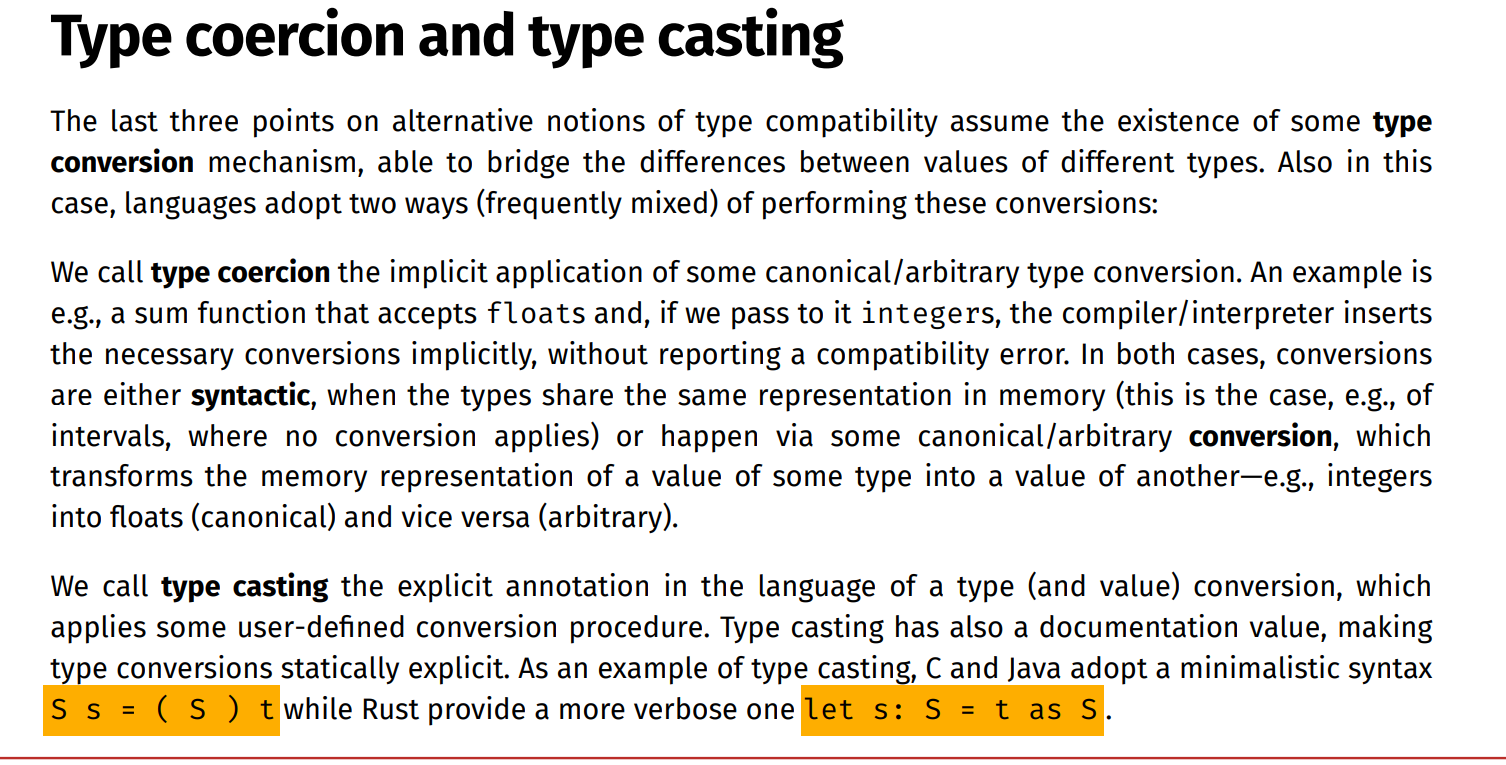 Type coercion and type casting
The last three points on alternative notions of type compatibility assume the existence of some type
conversion mechanism, able to bridge the differences between values of different types. Also in this
case, languages adopt two ways (frequently mixed) of performing these conversions:
We call type coercion the implicit application of some canonical/arbitrary type conversion. An example is
e.g., a sum function that accepts floats and, if we pass to it integers, the compiler/interpreter inserts
the necessary conversions implicitly, without reporting a compatibility error. In both cases, conversions
are either syntactic, when the types share the same representation in memory (this is the case, e.g., of
intervals, where no conversion applies) or happen via some canonical/arbitrary conversion, which
transforms the memory representation of a value of some type into a value of another—e.g., integers
into floats (canonical) and vice versa (arbitrary).
We call type casting the explicit annotation in the language of a type (and value) conversion, which
applies some user-defined conversion procedure. Type casting has also a documentation value, making
type conversions statically explicit. As an example of type casting, C and Java adopt a minimalistic syntax
S s = ( S ) t while Rust provide a more verbose one let s: S = t as S.